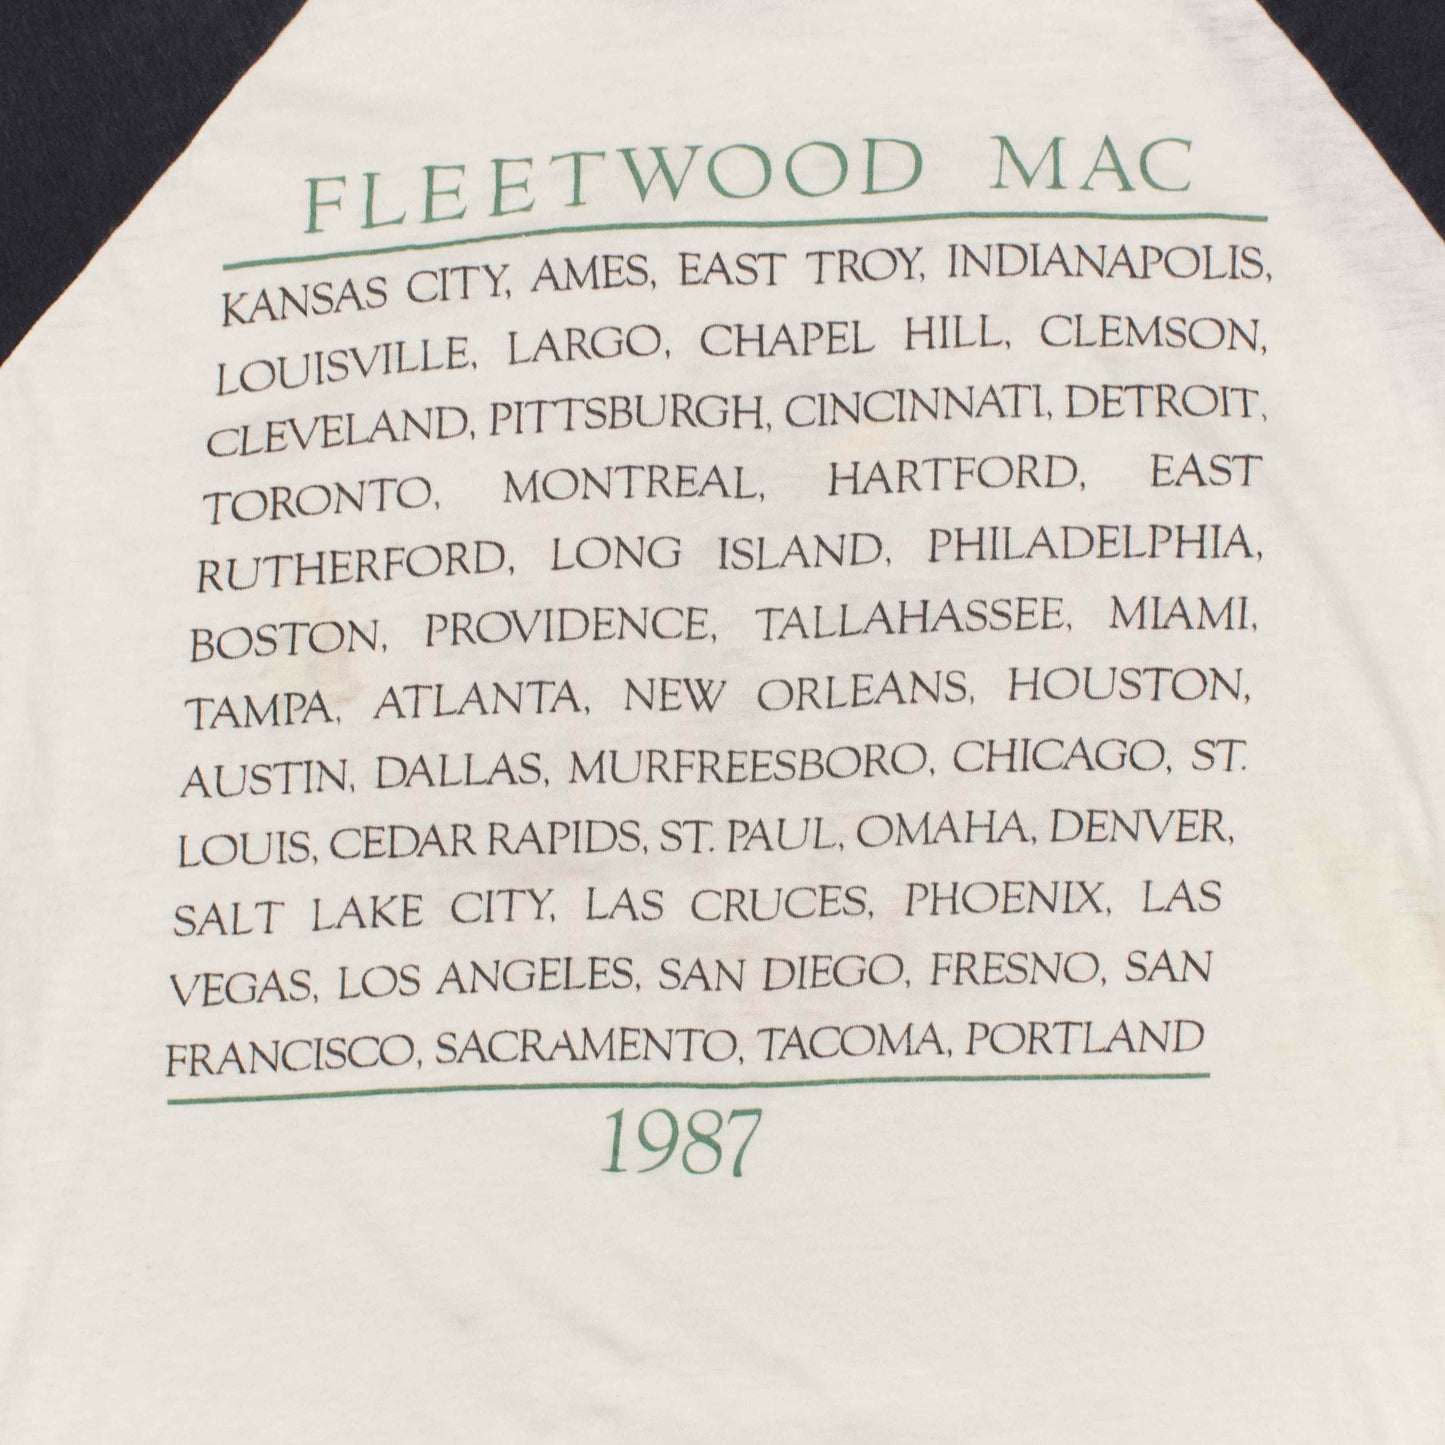 FLEETWOOD MAC
KANSAS CITY, AMES, EAST TROY, INDIANAPOLIS,
LOUISVILLE, LARGO, CHAPEL HILL, CLEMSON,
CLEVELAND, PITTSBURGH, CINCINNATI, DETROIT,
TORONTO, MONTREAL, HARTFORD, EAST
RUTHERFORD, LONG ISLAND, PHILADELPHIA,
BOSTON, PROVIDENCE, TALLAHASSEE, MIAMI,
TAMPA, ATLANTA, NEW ORLEANS, HOUSTON,
AUSTIN, DALLAS, MURFREESBORO, CHICAGO, ST.
LOUIS, CEDAR RAPIDS, ST. PAUL, OMAHA, DENVER,
SALT LAKE CITY, LAS CRUCES, PHOENIX, LAS
VEGAS, LOS ANGELES, SAN DIEGO, FRESNO, SAN
FRANCISCO, SACRAMENTO, TACOMA, PORTLAND
1987